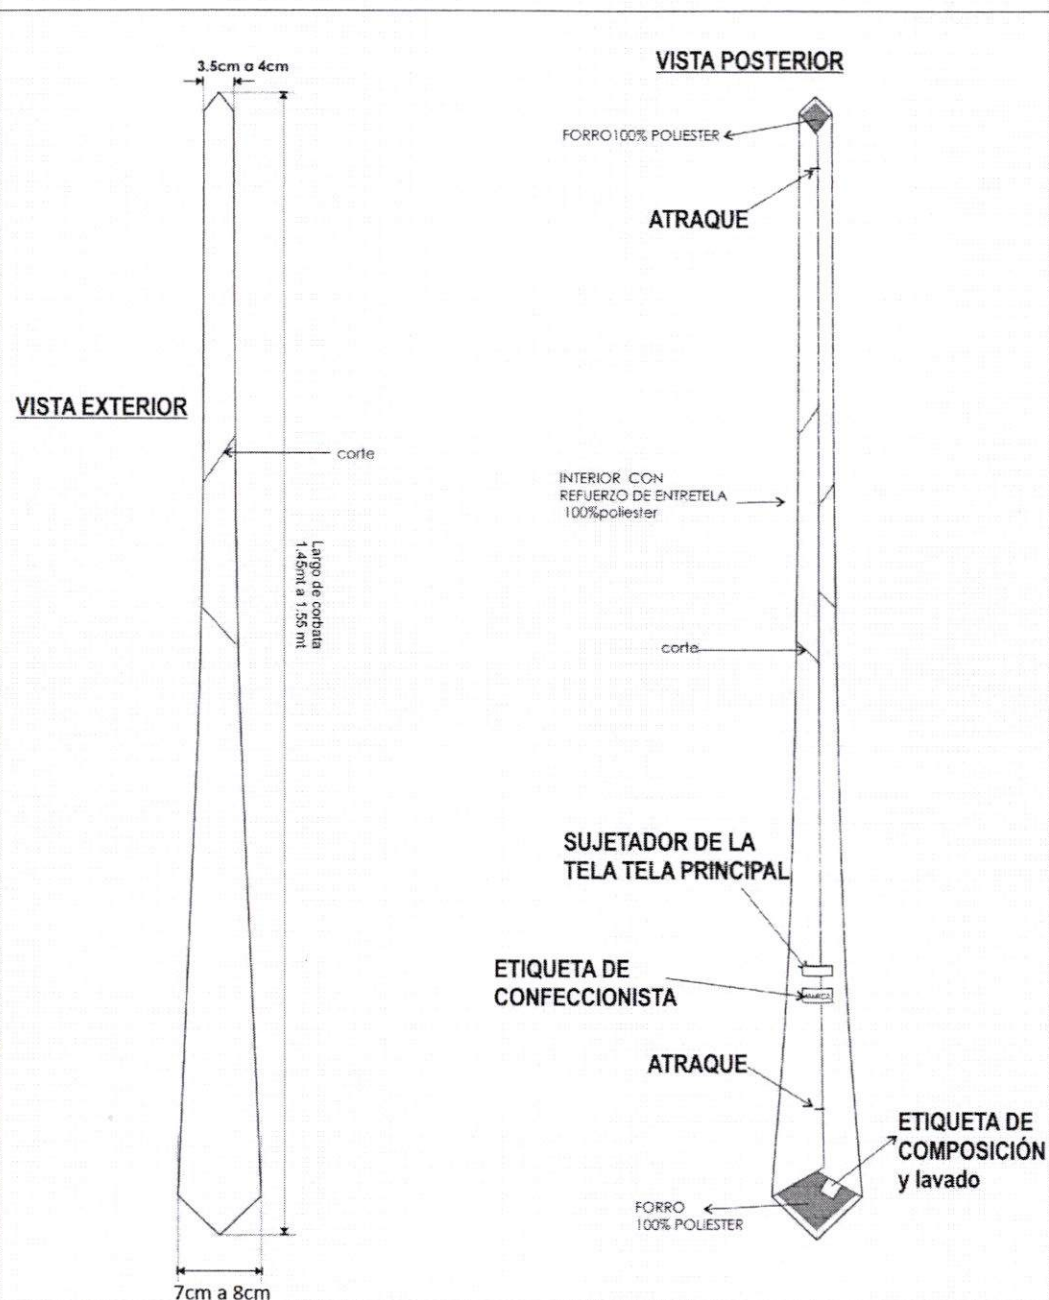 3.5cm a 4cm
VISTA EXTERIOR
corte
Largo de corbata
1.45mt a 1.55 mt
7cm a 8cm
VISTA POSTERIOR
FORRO100% POLIESTER
ATRAQUE
INTERIOR CON
REFUERZO DE ENTRETELA
100%poliester
corte
SUJETADOR DE LA
TELA TELA PRINCIPAL
ETIQUETA DE
CONFECCIONISTA
MARCA
ATRAQUE
ETIQUETA DE
COMPOSICIÓN
y lavado
FORRO
100% POLIESTER